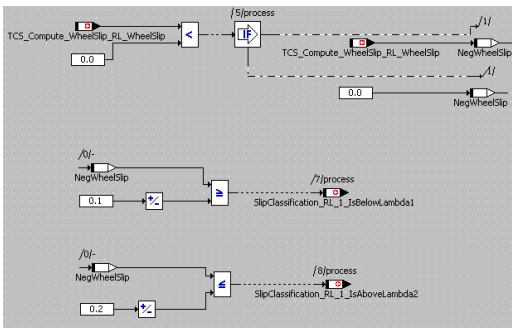 /5/process
/1/
TCS_Compute_WheelSlip_RL_WheelSlip
<
IF
TCS_Compute_WheelSlip_RL_WheelSlip
NegWheelSlip
0.0
/1/
0.0
NegWheelSlip
/0/-
NegWheelSlip
/7/process
0.1
+/-
≥
SlipClassification_RL_1_IsBelowLambda1
/0/-
NegWheelSlip
/8/process
≤
SlipClassification_RL_1_IsAboveLambda2
0.2
+/-